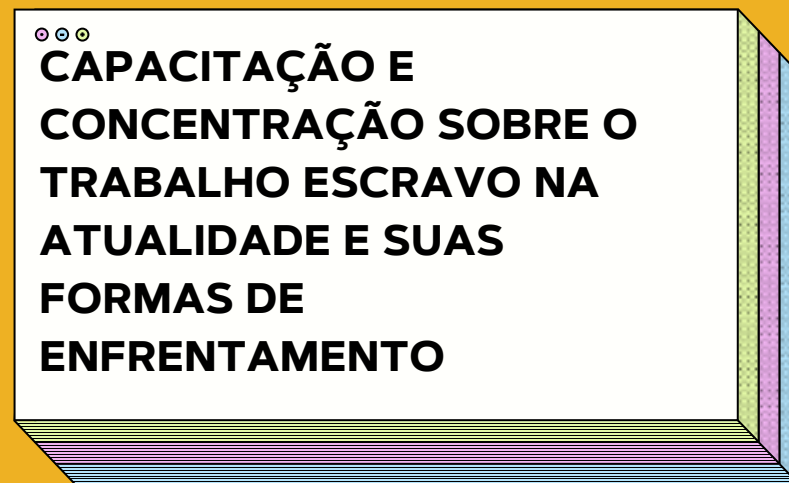 CAPACITAÇÃO E
CONCENTRAÇÃO SOBRE O
TRABALHO ESCRAVO NA
ATUALIDADE E SUAS
FORMAS DE
ENFRENTAMENTO